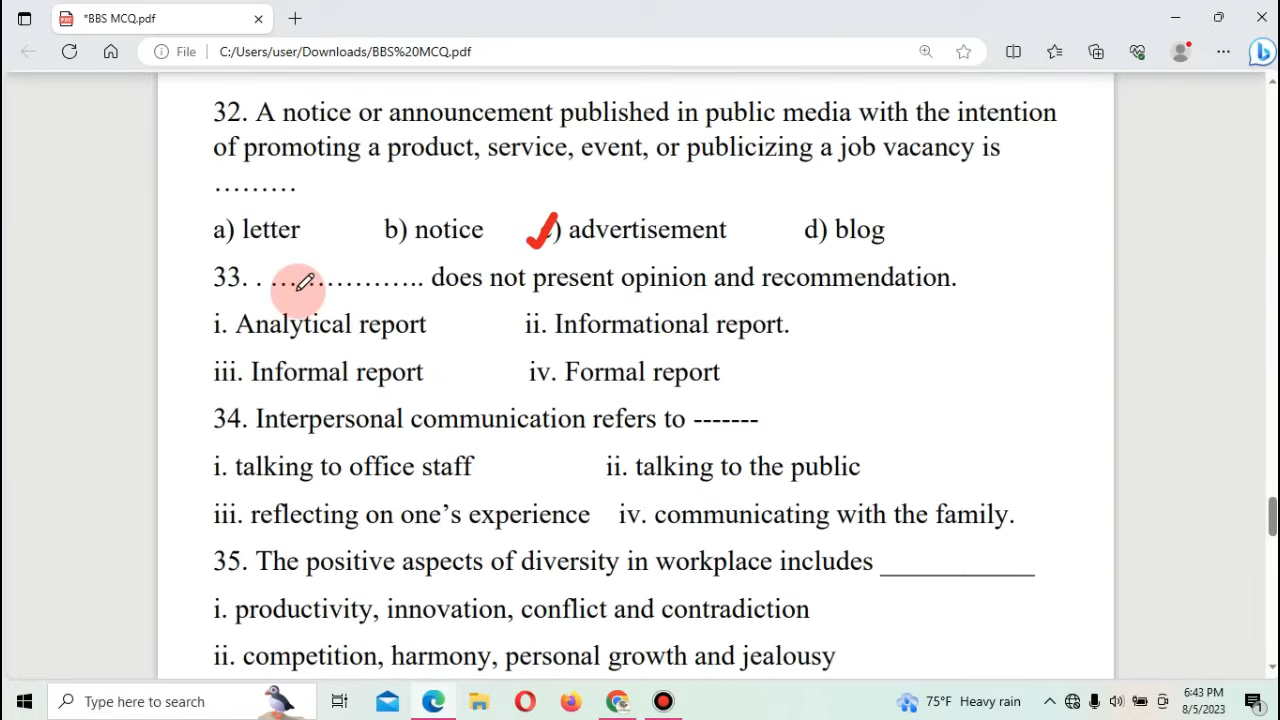 *BBS MCQ.pdf
File C:/Users/user/Downloads/BBS%20MCQ.pdf
32. A notice or announcement published in public media with the intention
of promoting a product, service, event, or publicizing a job vacancy is
………
a) letter b) notice c) advertisement d) blog
33. . ……………….. does not present opinion and recommendation.
i. Analytical report ii. Informational report.
iii. Informal report iv. Formal report
34. Interpersonal communication refers to -------
i. talking to office staff ii. talking to the public
iii. reflecting on one’s experience iv. communicating with the family.
35. The positive aspects of diversity in workplace includes ___________
i. productivity, innovation, conflict and contradiction
ii. competition, harmony, personal growth and jealousy
Type here to search
75°F Heavy rain
6:43 PM
8/5/2023
1